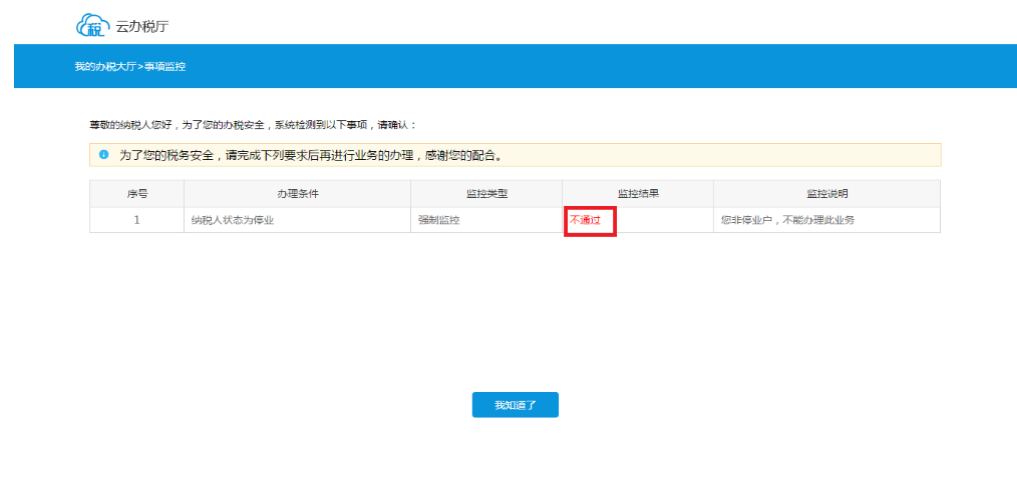 税 云办税厅
我的办税大厅>事项监控
尊敬的纳税人您好，为了您的办税安全，系统检测到以下事项，请确认：
为了您的税务安全，请完成下列要求后再进行业务的办理，感谢您的配合。
序号 办理条件 监控类型 监控结果 监控说明
1 纳税人状态为停业 强制监控 不通过 您非停业户，不能办理此业务
我知道了